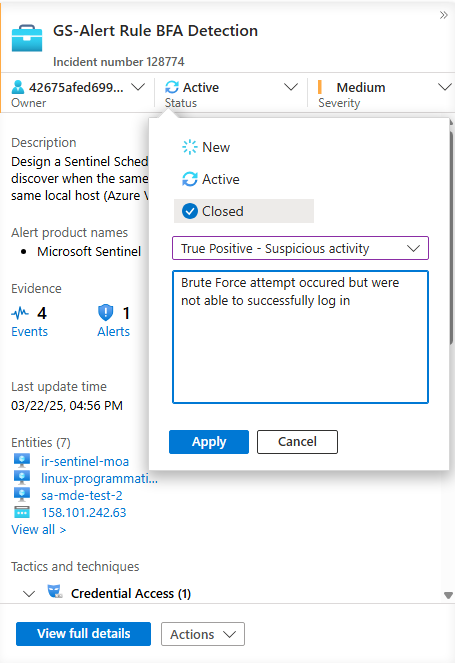 GS-Alert Rule BFA Detection
Incident number 128774
42675afed699...
Owner
Active
Status
Medium
Severity
Description
Design a Sentinel Sched
discover when the same
same local host (Azure V
New
Active
Closed
True Positive - Suspicious activity
Brute Force attempt occured but were
not able to successfully log in
Apply
Cancel
Alert product names
Microsoft Sentinel
Evidence
4
Events
1
Alerts
Last update time
03/22/25, 04:56 PM
Entities (7)
ir-sentinel-moa
linux-programmati...
sa-mde-test-2
158.101.242.63
View all >
Tactics and techniques
Credential Access (1)
View full details
Actions